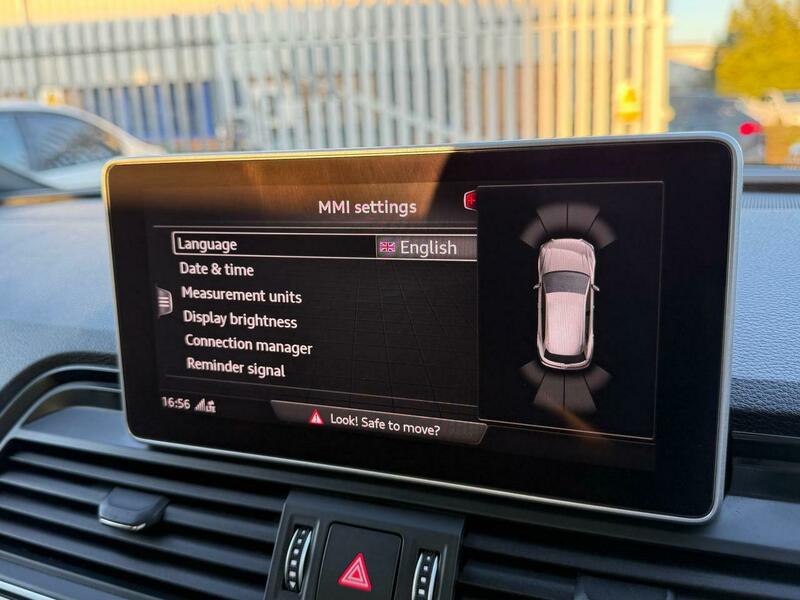 MMI settings
Language English
Date & time
Measurement units
Display brightness
Connection manager
Reminder signal
16:56 LTE
Look! Safe to move?